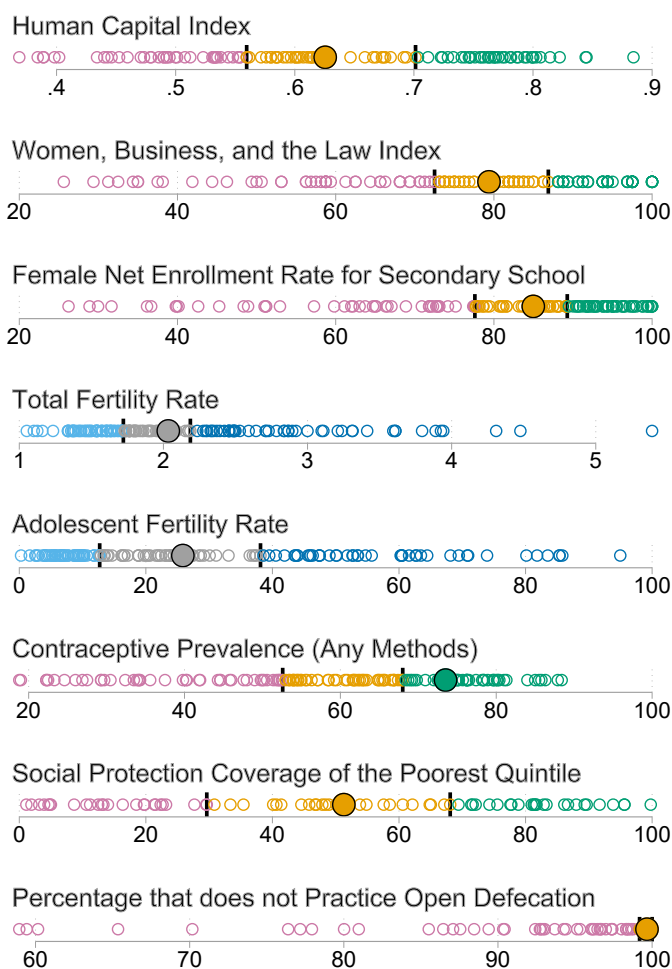 Human Capital Index
.4 .5 .6 .7 .8 .9
Women, Business, and the Law Index
20 40 60 80 100
Female Net Enrollment Rate for Secondary School
20 40 60 80 100
Total Fertility Rate
1 2 3 4 5
Adolescent Fertility Rate
0 20 40 60 80 100
Contraceptive Prevalence (Any Methods)
20 40 60 80 100
Social Protection Coverage of the Poorest Quintile
0 20 40 60 80 100
Percentage that does not Practice Open Defecation
60 70 80 90 100